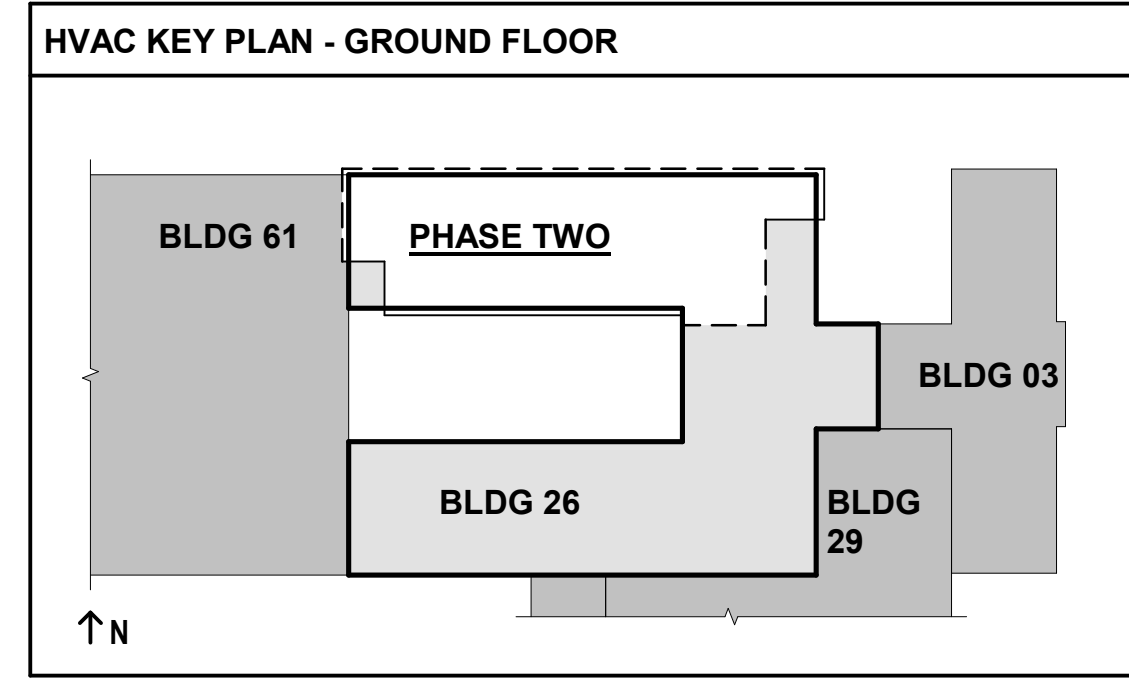 HVAC KEY PLAN - GROUND FLOOR
BLDG 61
PHASE TWO
BLDG 03
BLDG 26
BLDG
29
N